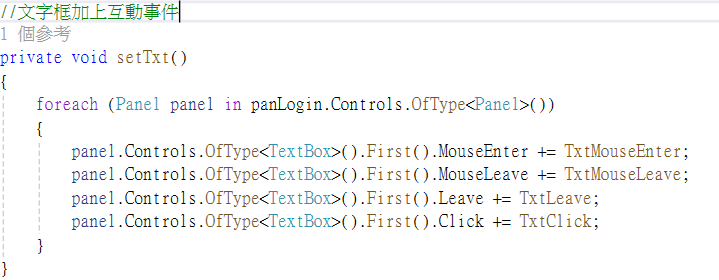 //文字框加上互動事件
1 個參考
private void setTxt()
{
foreach (Panel panel in panLogin.Controls.OfType<Panel>())
{
panel.Controls.OfType<TextBox>().First().MouseEnter += TxtMouseEnter;
panel.Controls.OfType<TextBox>().First().MouseLeave += TxtMouseLeave;
panel.Controls.OfType<TextBox>().First().Leave += TxtLeave;
panel.Controls.OfType<TextBox>().First().Click += TxtClick;
}
}